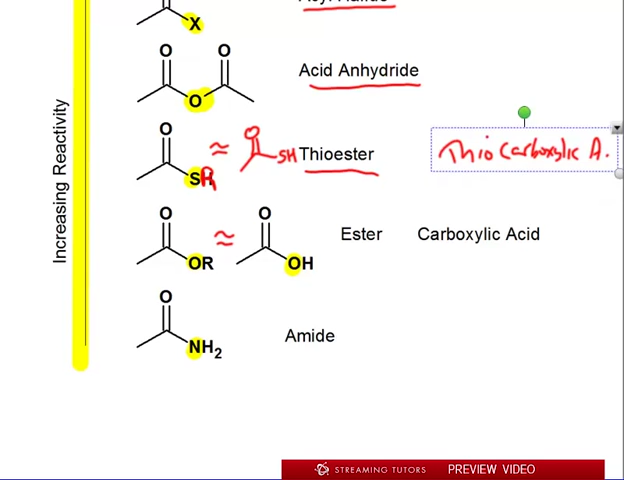 Acyl Halide
X
O O
O
Acid Anhydride
O
SR
≈
O
SH
Thioester
Thio Carboxylic A.
O
OR
≈
O
OH
Ester
Carboxylic Acid
O
NH2
Amide
Increasing Reactivity
STREAMING TUTORS PREVIEW VIDEO